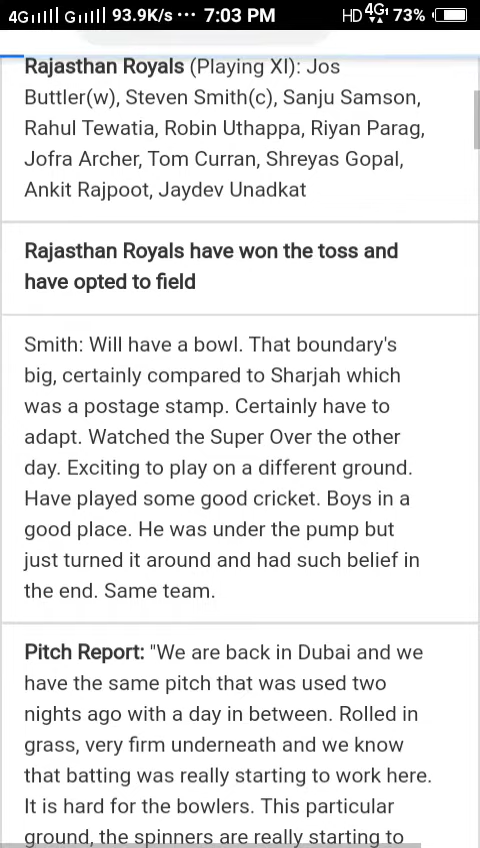 4G G 93.9K/s ··· 7:03 PM HD 4G 73%
Rajasthan Royals (Playing XI): Jos
Buttler(w), Steven Smith(c), Sanju Samson,
Rahul Tewatia, Robin Uthappa, Riyan Parag,
Jofra Archer, Tom Curran, Shreyas Gopal,
Ankit Rajpoot, Jaydev Unadkat
Rajasthan Royals have won the toss and
have opted to field
Smith: Will have a bowl. That boundary's
big, certainly compared to Sharjah which
was a postage stamp. Certainly have to
adapt. Watched the Super Over the other
day. Exciting to play on a different ground.
Have played some good cricket. Boys in a
good place. He was under the pump but
just turned it around and had such belief in
the end. Same team.
Pitch Report: "We are back in Dubai and we
have the same pitch that was used two
nights ago with a day in between. Rolled in
grass, very firm underneath and we know
that batting was really starting to work here.
It is hard for the bowlers. This particular
ground, the spinners are really starting to